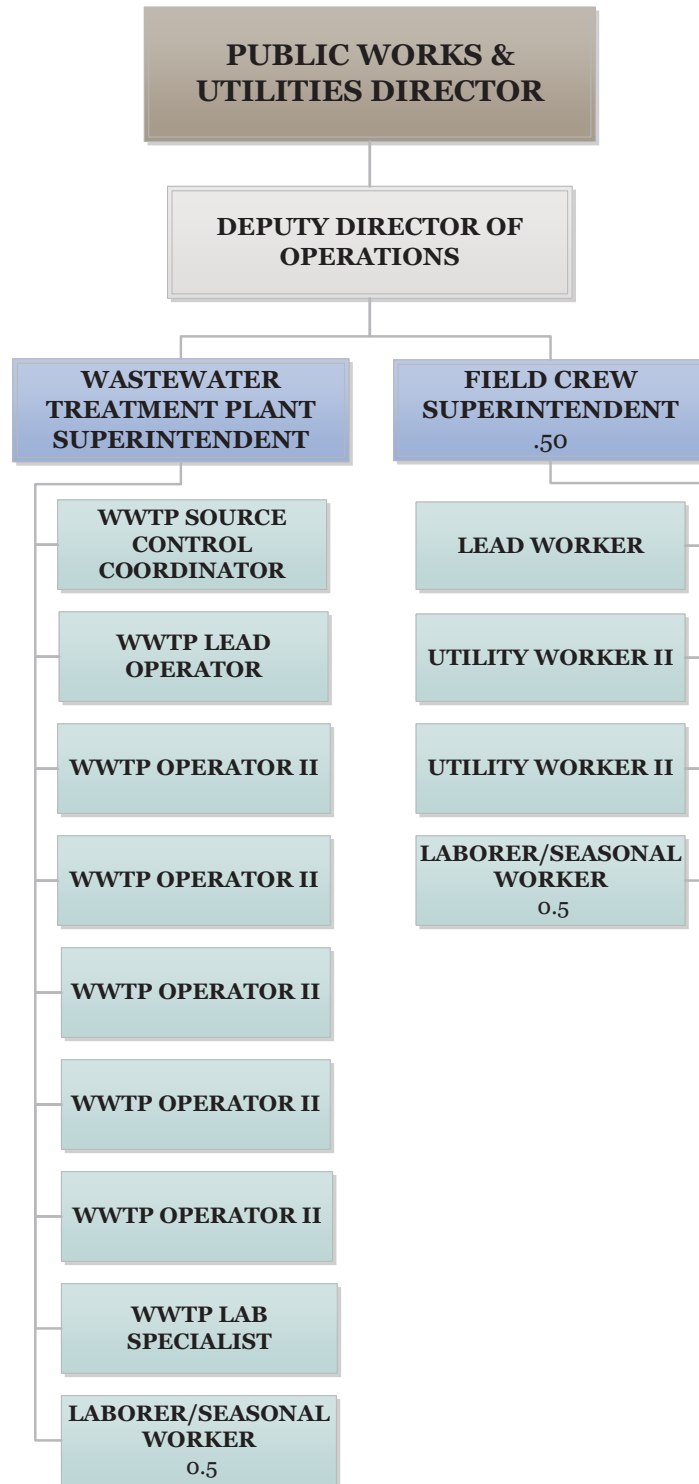 PUBLIC WORKS &
UTILITIES DIRECTOR
DEPUTY DIRECTOR OF
OPERATIONS
WASTEWATER
TREATMENT PLANT
SUPERINTENDENT
WWTP SOURCE
CONTROL
COORDINATOR
WWTP LEAD
OPERATOR
WWTP OPERATOR II
WWTP OPERATOR II
WWTP OPERATOR II
WWTP OPERATOR II
WWTP OPERATOR II
WWTP LAB
SPECIALIST
LABORER/SEASONAL
WORKER
0.5
FIELD CREW
SUPERINTENDENT
.50
LEAD WORKER
UTILITY WORKER II
UTILITY WORKER II
LABORER/SEASONAL
WORKER
0.5